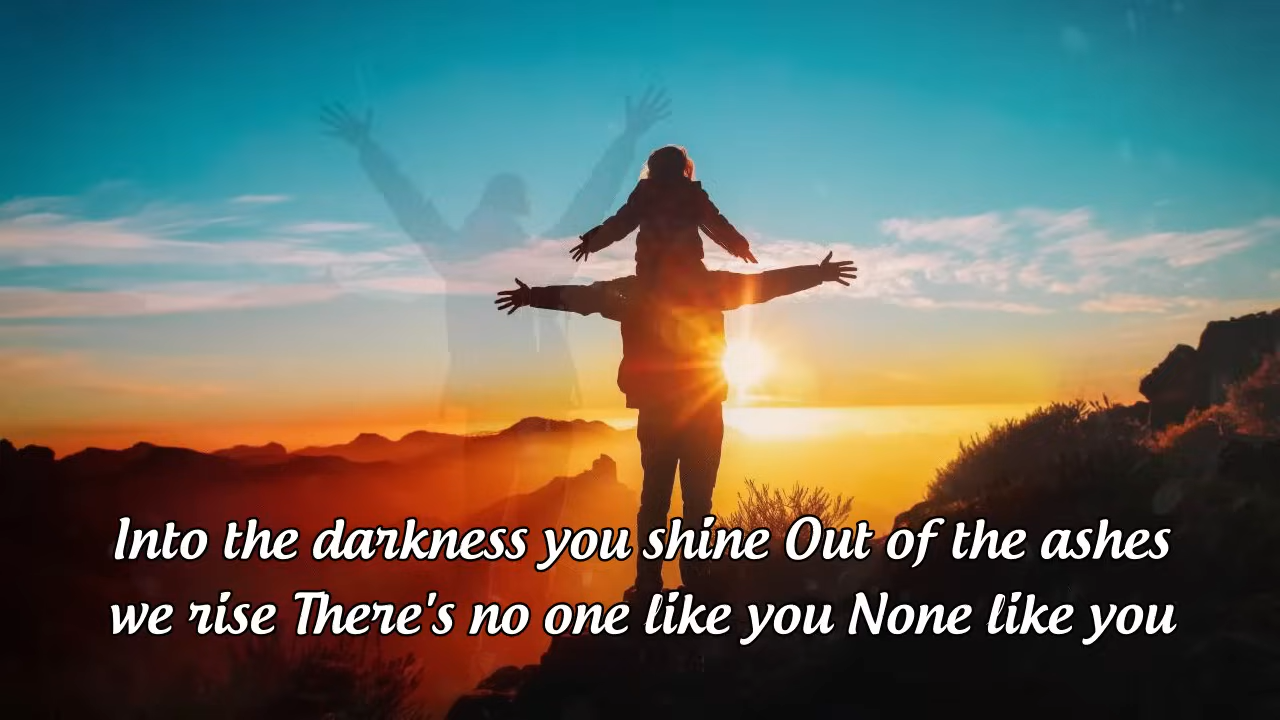 Into the darkness you shine Out of the ashes
we rise There's no one like you None like you